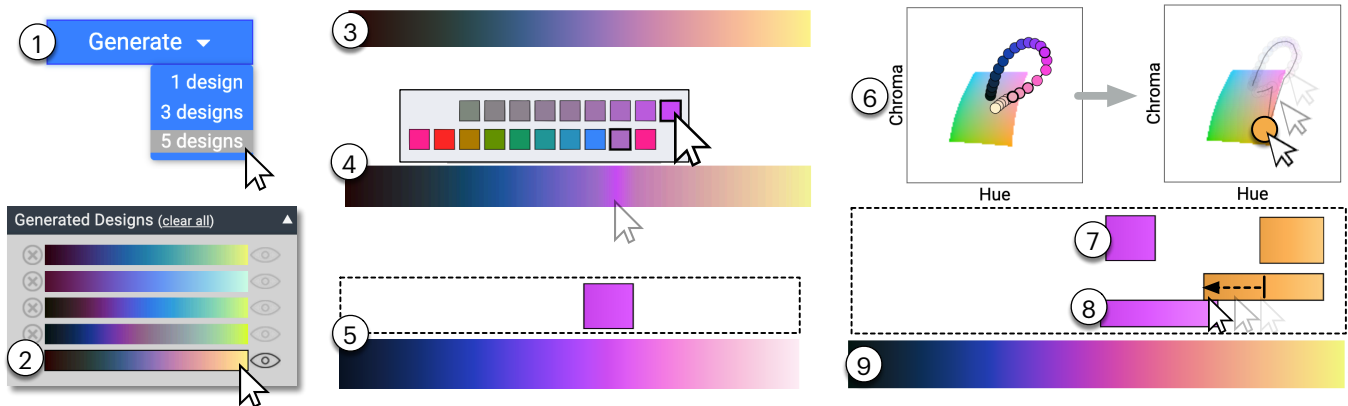 1
Generate
1 design
3 designs
5 designs
Generated Designs (clear all)
2
3
4
5
6
Chroma
Hue
Chroma
Hue
7
8
9